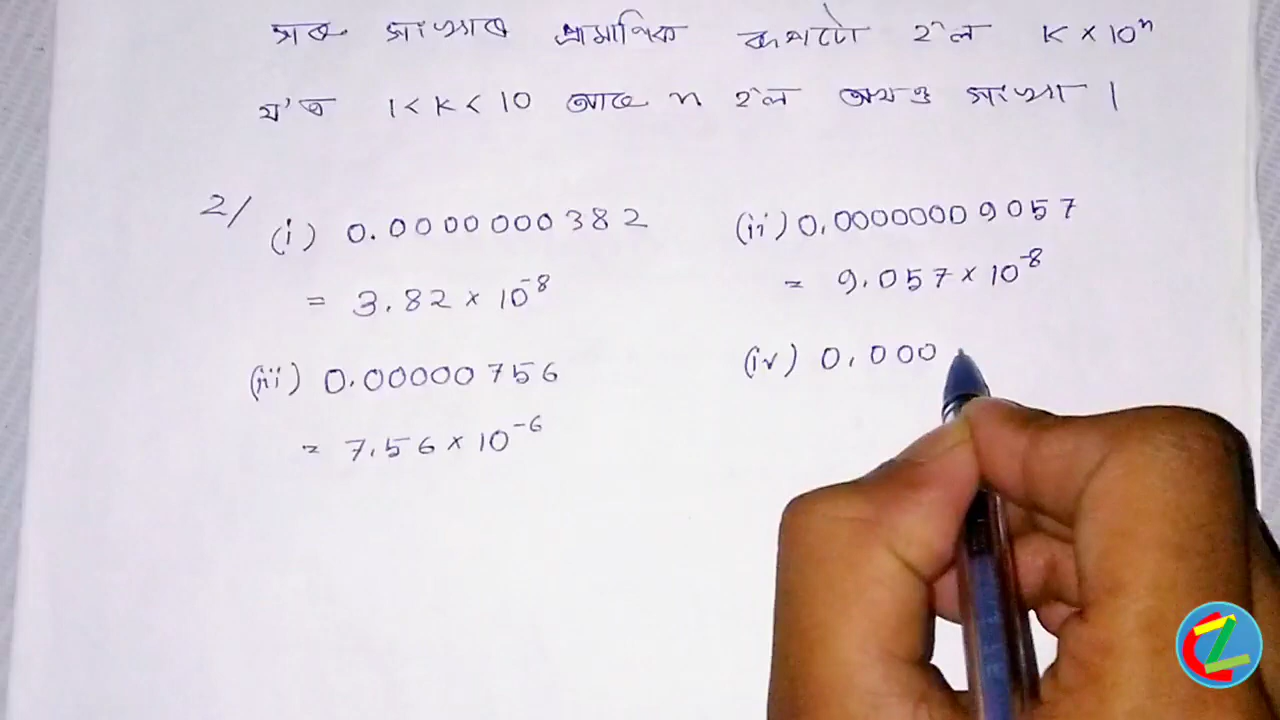 সৰু সংখ্যাৰ প্ৰামাণিক ৰূপটো হ'ল K × 10ⁿ
য'ত 1 < K < 10 আৰু n হ'ল অখণ্ড সংখ্যা।
2/ (i) 0.0000000382 (ii) 0.00000009057
= 3.82 × 10⁻⁸ = 9.057 × 10⁻⁸
(iii) 0.00000756 (iv) 0.000
= 7.56 × 10⁻⁶